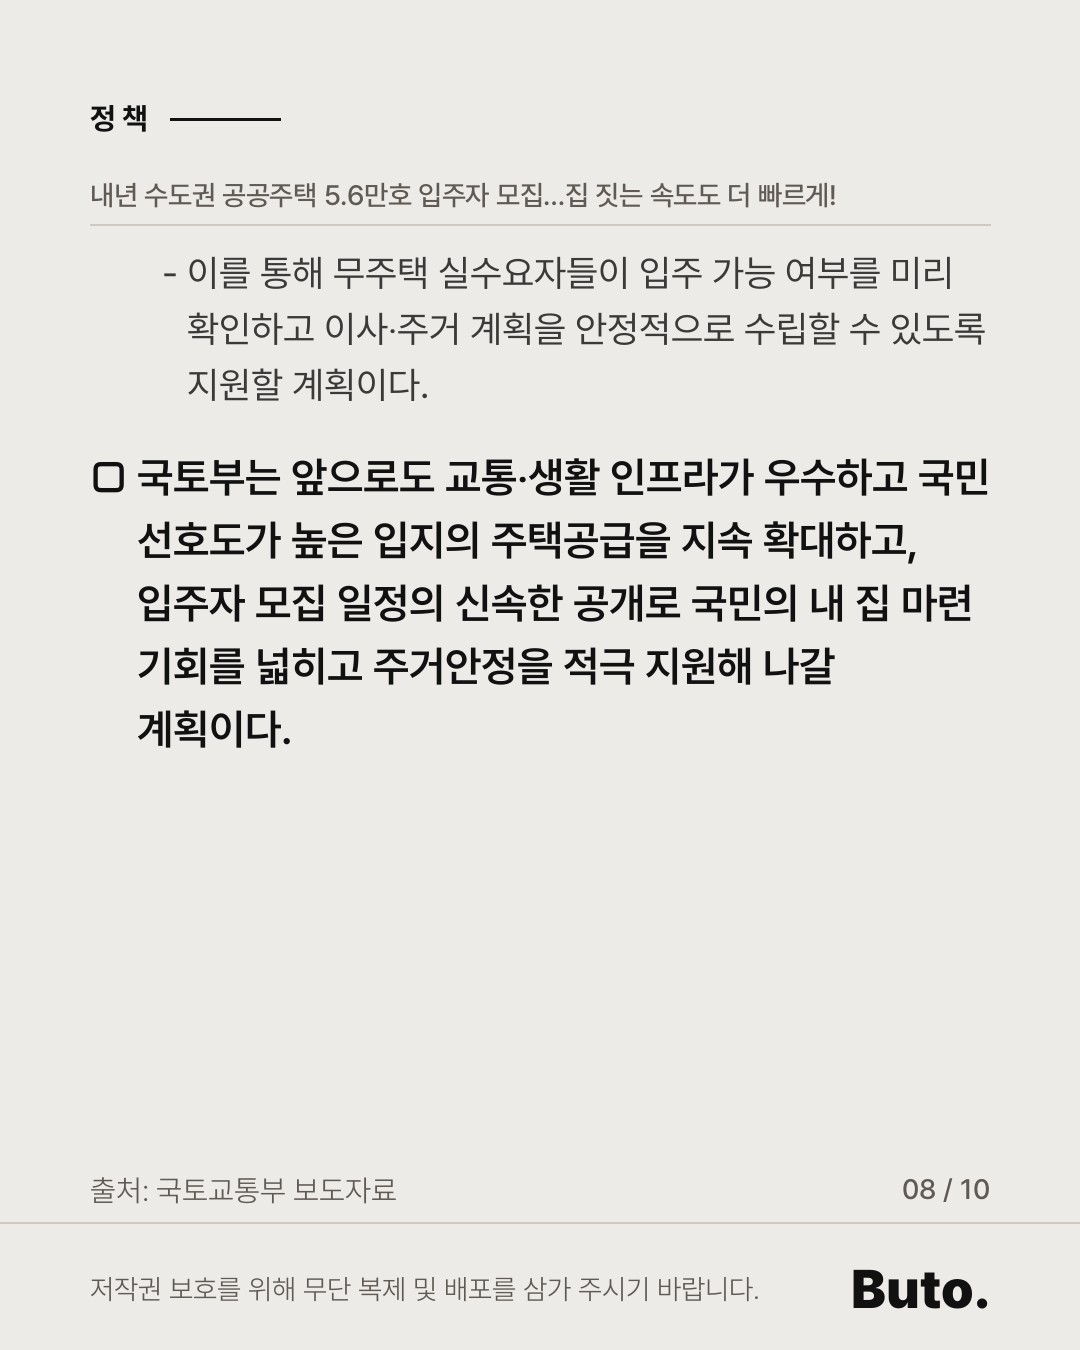 정책
내년 수도권 공공주택 5.6만호 입주자 모집...집 짓는 속도도 더 빠르게!
- 이를 통해 무주택 실수요자들이 입주 가능 여부를 미리
확인하고 이사·주거 계획을 안정적으로 수립할 수 있도록
지원할 계획이다.
□ 국토부는 앞으로도 교통·생활 인프라가 우수하고 국민
선호도가 높은 입지의 주택공급을 지속 확대하고,
입주자 모집 일정의 신속한 공개로 국민의 내 집 마련
기회를 넓히고 주거안정을 적극 지원해 나갈
계획이다.
출처: 국토교통부 보도자료
08 / 10
저작권 보호를 위해 무단 복제 및 배포를 삼가 주시기 바랍니다.
Buto.